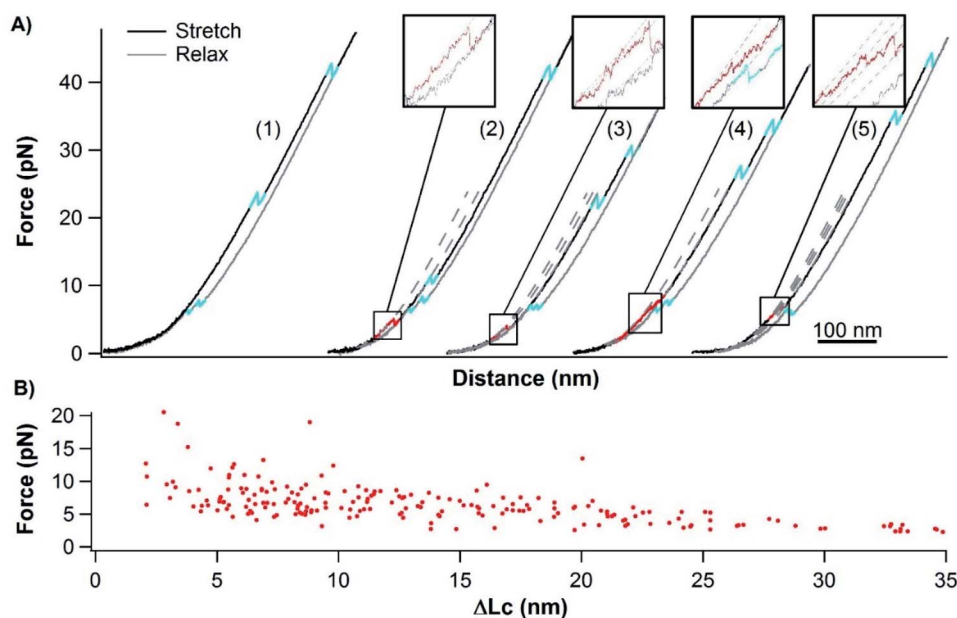 A)
Stretch
Relax
Force (pN)
40
30
20
10
0
(1)
(2)
(3)
(4)
(5)
100 nm
Distance (nm)
B)
Force (pN)
20
15
10
5
0
0
5
10
15
20
25
30
35
ΔLc (nm)